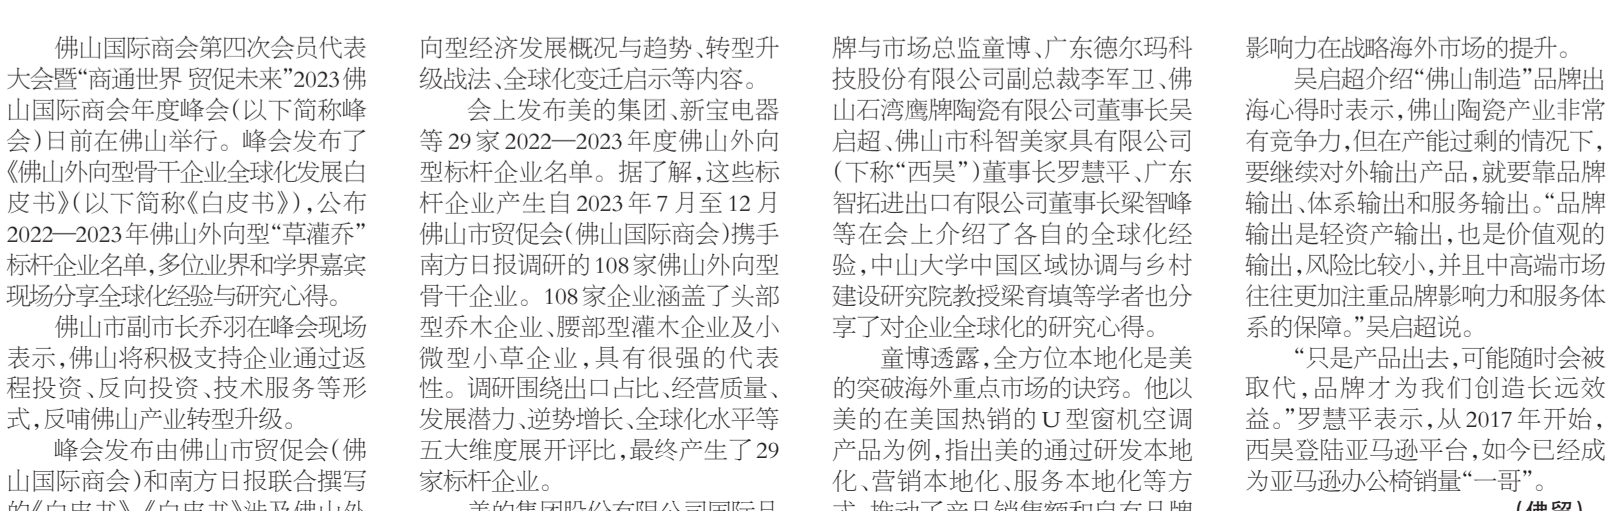 佛山国际商会第四次会员代表
大会暨“商通世界 贸促未来”2023佛
山国际商会年度峰会(以下简称峰
会)日前在佛山举行。峰会发布了
《佛山外向型骨干企业全球化发展白
皮书》(以下简称《白皮书》),公布
2022—2023年佛山外向型“草灌乔”
标杆企业名单,多位业界和学界嘉宾
现场分享全球化经验与研究心得。
佛山市副市长乔羽在峰会现场
表示,佛山将积极支持企业通过返
程投资、反向投资、技术服务等形
式,反哺佛山产业转型升级。
峰会发布由佛山市贸促会(佛
山国际商会)和南方日报联合撰写
的《白皮书》。《白皮书》涉及佛山外
向型经济发展概况与趋势、转型升
级战法、全球化变迁启示等内容。
会上发布美的集团、新宝电器
等29家2022—2023年度佛山外向
型标杆企业名单。据了解,这些标
杆企业产生自2023年7月至12月
佛山市贸促会(佛山国际商会)携手
南方日报调研的108家佛山外向型
骨干企业。108家企业涵盖了头部
型乔木企业、腰部型灌木企业及小
微型小草企业,具有很强的代表
性。调研围绕出口占比、经营质量、
发展潜力、逆势增长、全球化水平等
五大维度展开评比,最终产生了29
家标杆企业。
美的集团股份有限公司国际品
牌与市场总监童博、广东德尔玛科
技股份有限公司副总裁李军卫、佛
山石湾鹰牌陶瓷有限公司董事长吴
启超、佛山市科智美家具有限公司
(下称“西昊”)董事长罗慧平、广东
智拓进出口有限公司董事长梁智峰
等在会上介绍了各自的全球化经
验,中山大学中国区域协调与乡村
建设研究院教授梁育填等学者也分
享了对企业全球化的研究心得。
童博透露,全方位本地化是美
的突破海外重点市场的诀窍。他以
美的在美国热销的U型窗机空调
产品为例,指出美的通过研发本地
化、营销本地化、服务本地化等方
式,推动了产品销售额和自有品牌
影响力在战略海外市场的提升。
吴启超介绍“佛山制造”品牌出
海心得时表示,佛山陶瓷产业非常
有竞争力,但在产能过剩的情况下,
要继续对外输出产品,就要靠品牌
输出、体系输出和服务输出。“品牌
输出是轻资产输出,也是价值观的
输出,风险比较小,并且中高端市场
往往更加注重品牌影响力和服务体
系的保障。”吴启超说。
“只是产品出去,可能随时会被
取代,品牌才为我们创造长远效
益。”罗慧平表示,从2017年开始,
西昊登陆亚马逊平台,如今已经成
为亚马逊办公椅销量“一哥”。
(佛贸)